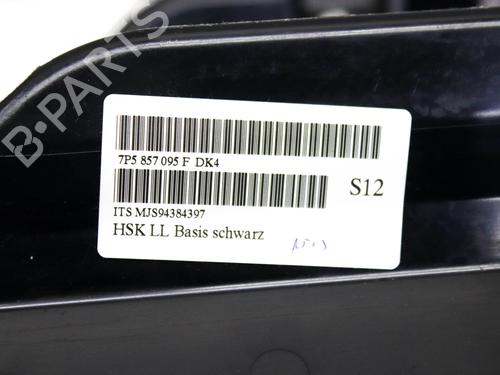 B-PARTS
7P5 857 095 F DK4
S12
ITS MJS94384397
HSK LL Basis schwarz